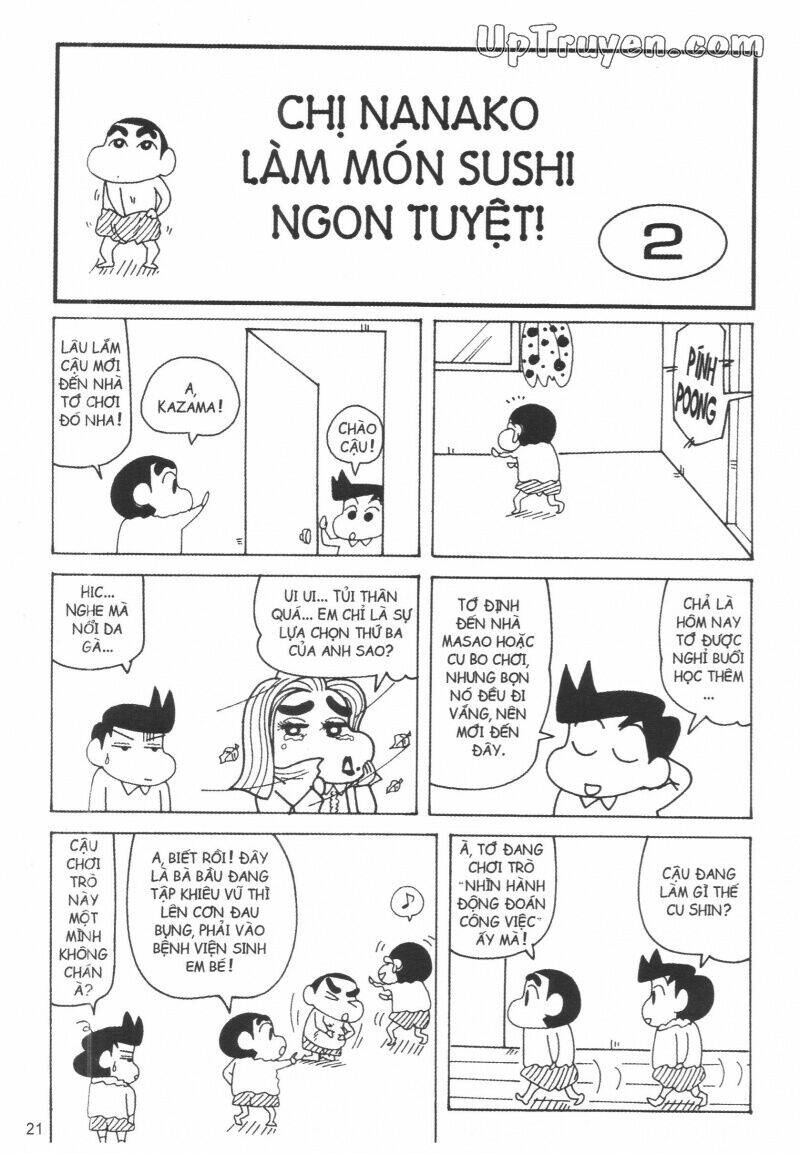 UpTruyen.com
CHỊ NANAKO
LÀM MÓN SUSHI
NGON TUYỆT!
2
PÍNH
POONG
CHÀO
CẬU!
A,
KAZAMA!
LÂU LẮM
CẬU MỚI
ĐẾN NHÀ
TỚ CHƠI
ĐÓ NHA!
CHẢ LÀ
HÔM NAY
TỚ ĐƯỢC
NGHỈ BUỔI
HỌC THÊM
...
TỚ ĐỊNH
ĐẾN NHÀ
MASAO HOẶC
CU BO CHƠI,
NHƯNG BỌN
NÓ ĐỀU ĐI
VẮNG, NÊN
MỚI ĐẾN
ĐÂY.
UI UI... TỦI THÂN
QUÁ... EM CHỈ LÀ SỰ
LỰA CHỌN THỨ BA
CỦA ANH SAO?
HIC...
NGHE MÀ
NỔI DA
GÀ...
CẬU ĐANG
LÀM GÌ THẾ
CU SHIN?
À, TỚ ĐANG
CHƠI TRÒ
"NHÌN HÀNH
ĐỘNG ĐOÁN
CÔNG VIỆC"
ẤY MÀ!
A, BIẾT RỒI! ĐÂY
LÀ BÀ BẦU ĐANG
TẬP KHIÊU VŨ THÌ
LÊN CƠN ĐAU
BỤNG, PHẢI VÀO
BỆNH VIỆN SINH
EM BÉ!
CẬU
CHƠI
TRÒ
NÀY
MỘT
MÌNH
KHÔNG
CHÁN
À?
21